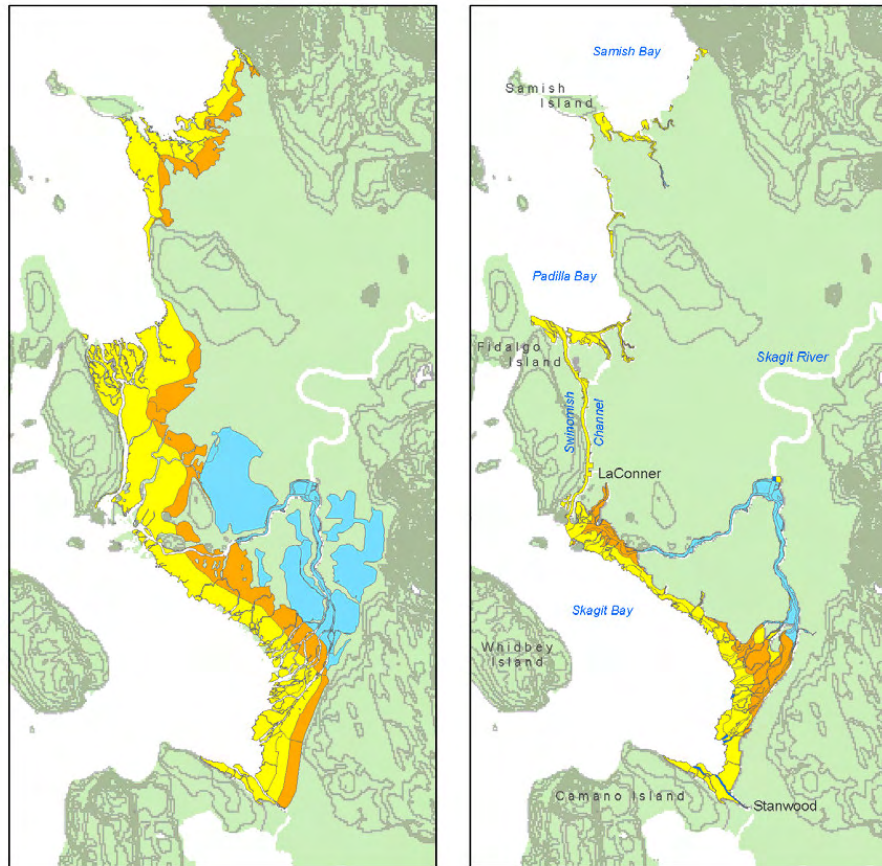 Samish Bay
Samish
Island
Padilla Bay
Fidalgo
Island
Skagit River
Swinomish
Channel
LaConner
Skagit Bay
Whidbey
Island
Camano Island
Stanwood